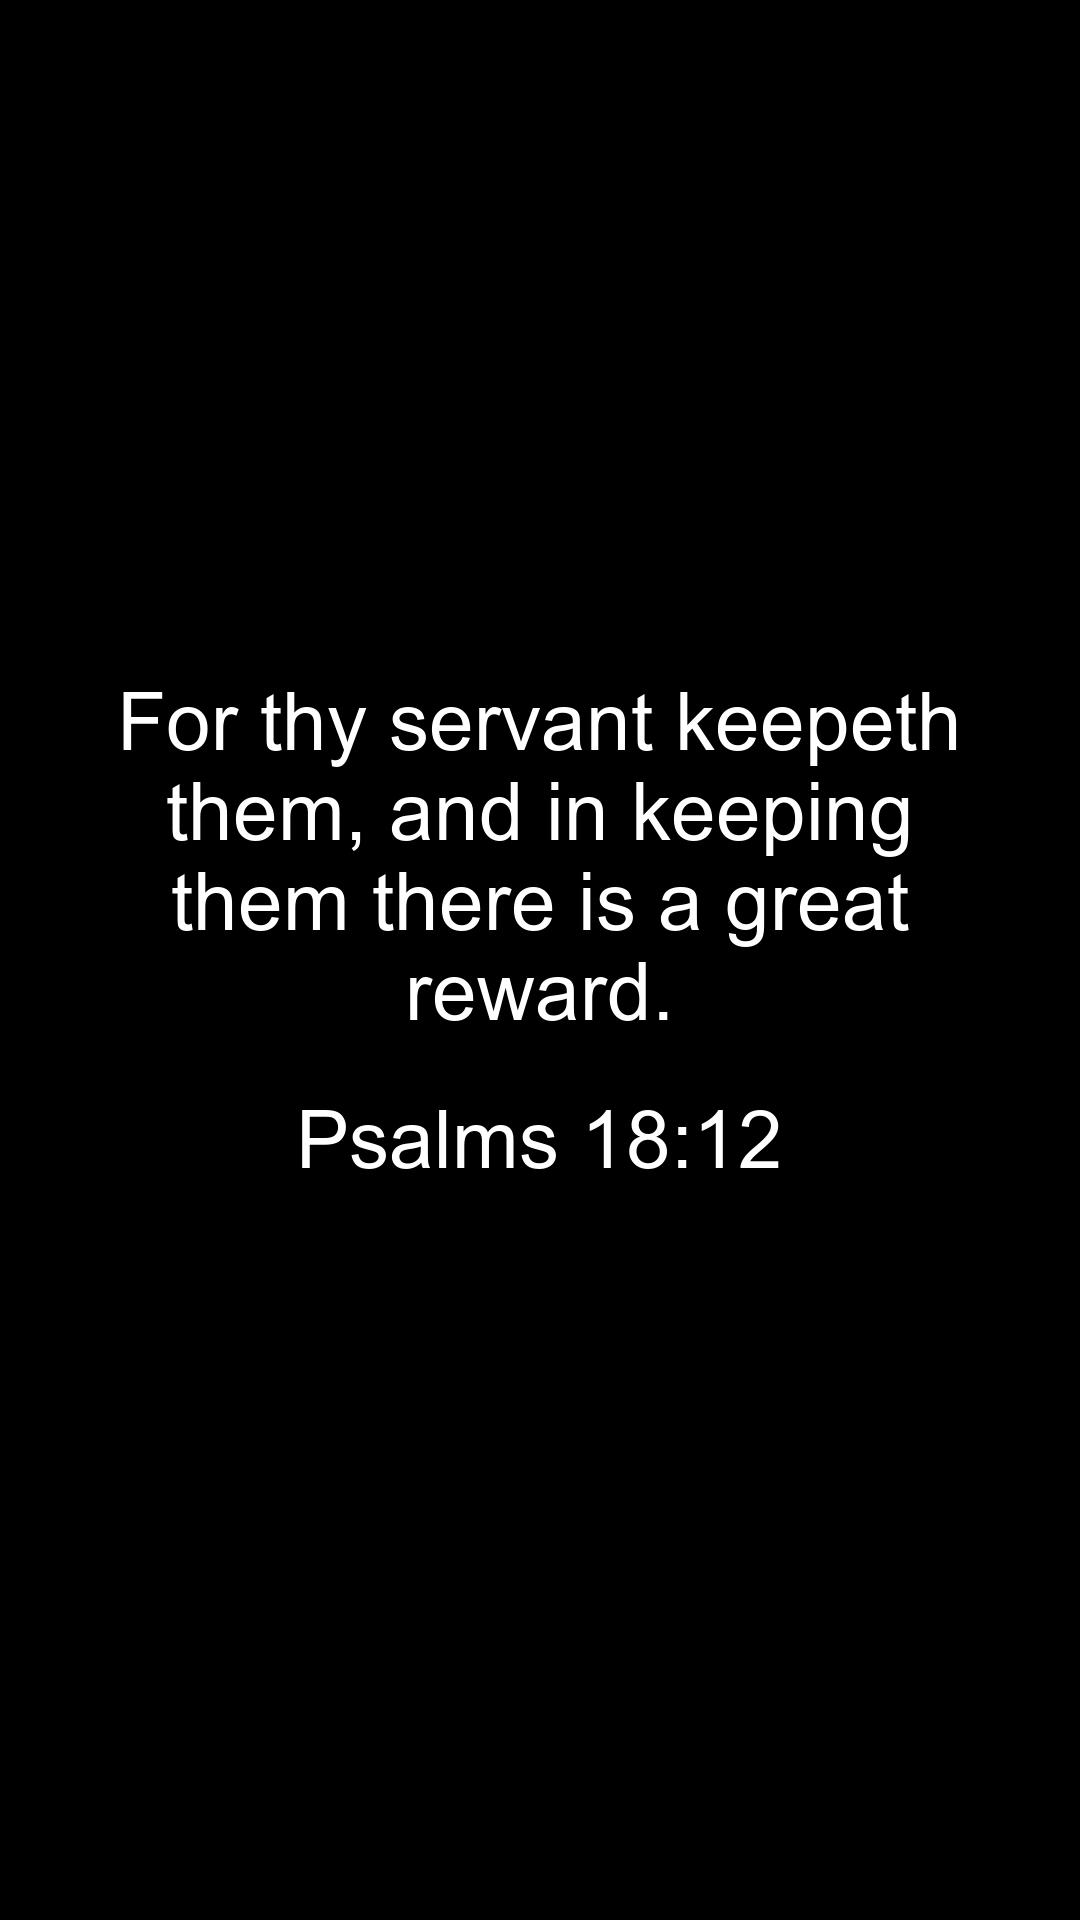 For thy servant keepeth
them, and in keeping
them there is a great
reward.
Psalms 18:12